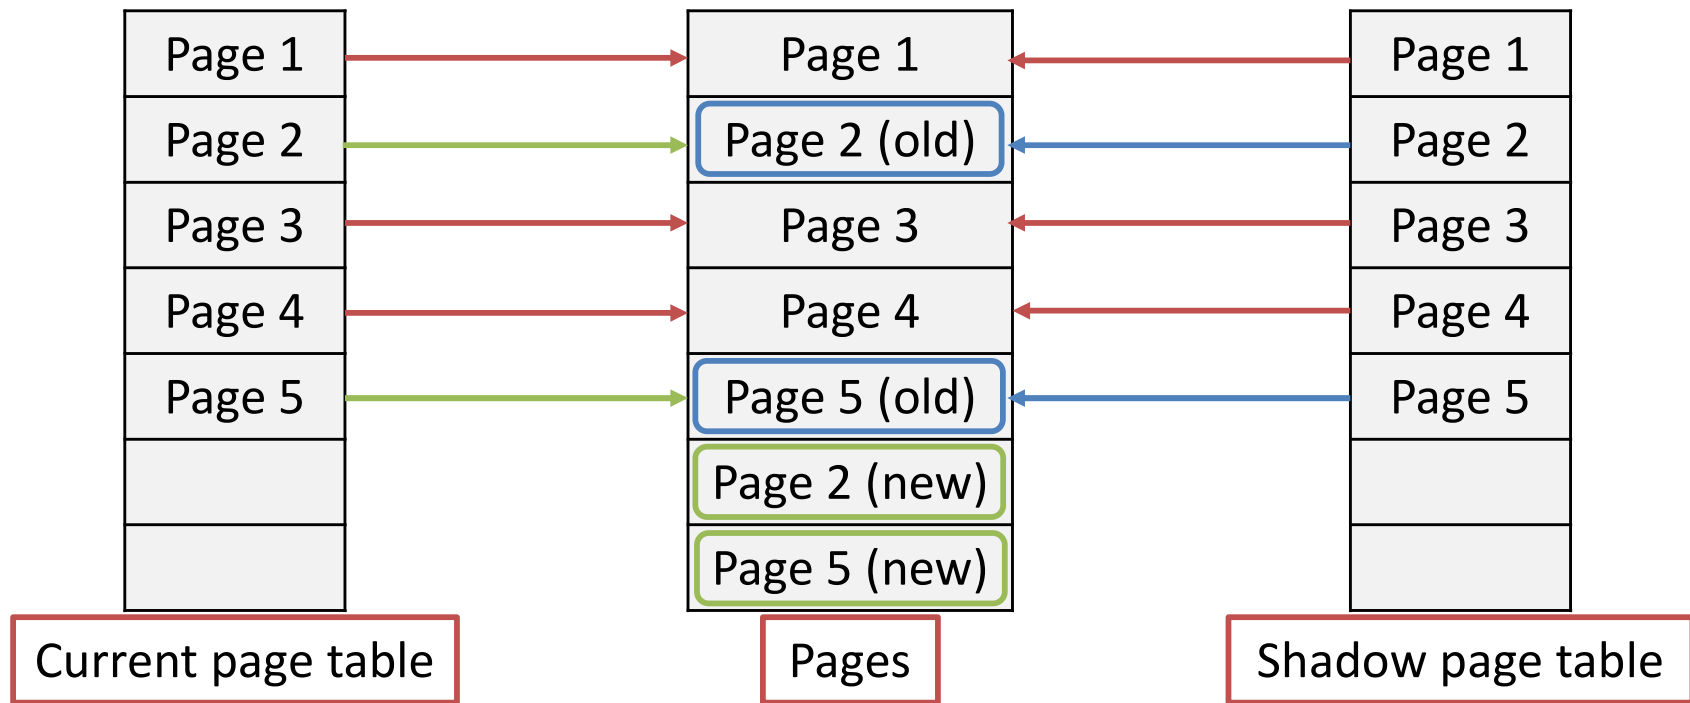 Page 1
Page 2
Page 3
Page 4
Page 5
Current page table
Page 1
Page 2 (old)
Page 3
Page 4
Page 5 (old)
Page 2 (new)
Page 5 (new)
Pages
Page 1
Page 2
Page 3
Page 4
Page 5
Shadow page table